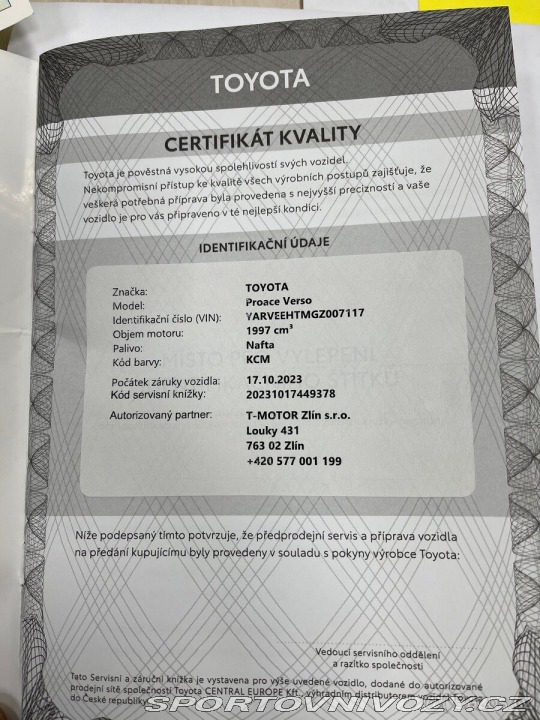 TOYOTA
CERTIFIKÁT KVALITY
Toyota je pověstná vysokou spolehlivostí svých vozidel.
Nekompromisní přístup ke kvalitě všech výrobních postupů zajišťuje, že
veškerá potřebná příprava byla provedena s nejvyšší precizností a vaše
vozidlo je pro vás připraveno v té nejlepší kondici.
IDENTIFIKAČNÍ ÚDAJE
Značka: TOYOTA
Model: Proace Verso
Identifikační číslo (VIN): YARVEEHTMGZ007117
Objem motoru: 1997 cm³
Palivo: Nafta
Kód barvy: KCM
Počátek záruky vozidla: 17.10.2023
Kód servisní knížky: 20231017449378
Autorizovaný partner: T-MOTOR Zlín s.r.o.
Louky 431
763 02 Zlín
+420 577 001 199
Níže podepsaný tímto potvrzuje, že předprodejní servis a příprava vozidla
na předání kupujícímu byly provedeny v souladu s pokyny výrobce Toyota:
Vedoucí servisního oddělení
a razítko společnosti
Tato Servisní a záruční knížka je vystavena pro výše uvedené vozidlo, dodané do autorizované
prodejní sítě společností Toyota CENTRAL EUROPE Kft., výhradním distributorem
do České republiky
SPORTOVNIVOZY.CZ